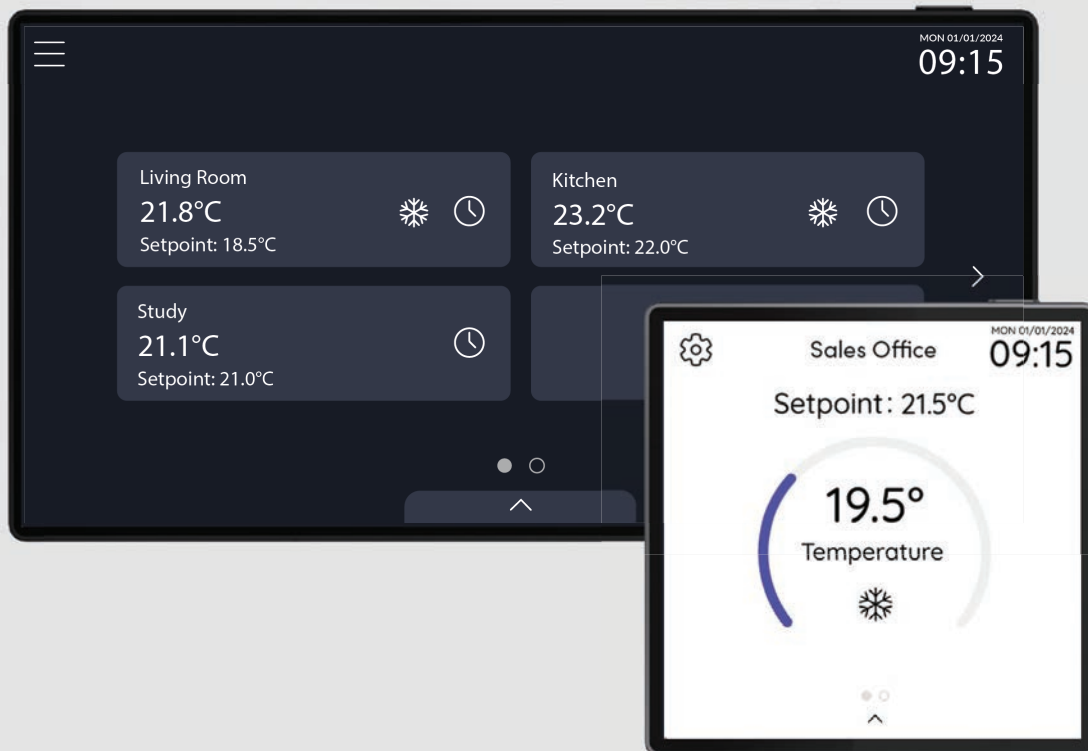 MON 01/01/2024
09:15
Living Room
21.8°C
Setpoint: 18.5°C
Kitchen
23.2°C
Setpoint: 22.0°C
Study
21.1°C
Setpoint: 21.0°C
MON 01/01/2024
09:15
Sales Office
Setpoint: 21.5°C
19.5°
Temperature